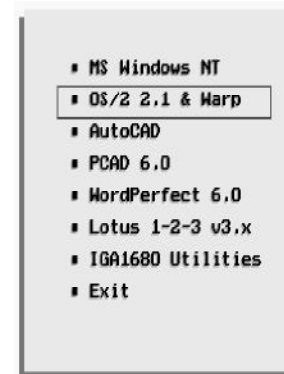 MS Windows NT
OS/2 2.1 & Warp
AutoCAD
PCAD 6.0
WordPerfect 6.0
Lotus 1-2-3 v3.x
IGA1680 Utilities
Exit